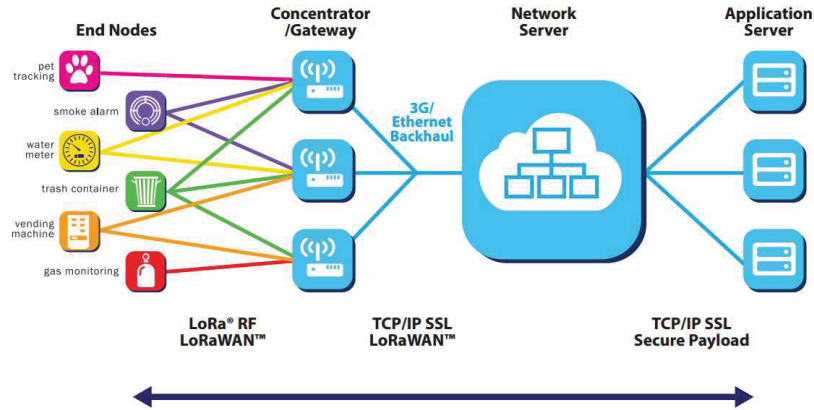 End Nodes
Concentrator
/Gateway
Network
Server
Application
Server
pet
tracking
smoke alarm
water
meter
trash container
vending
machine
gas monitoring
3G/
Ethernet
Backhaul
LoRa® RF
LoRaWAN™
TCP/IP SSL
LoRaWAN™
TCP/IP SSL
Secure Payload